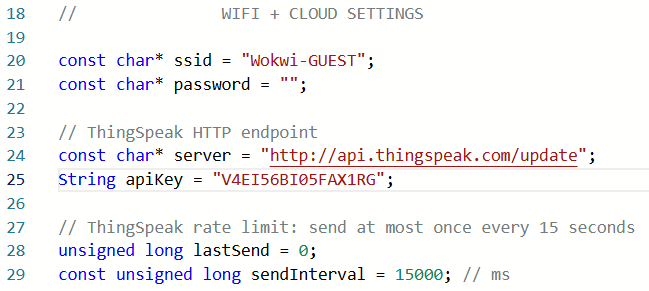 18 // WIFI + CLOUD SETTINGS
19
20 const char* ssid = "Wokwi-GUEST";
21 const char* password = "";
22
23 // ThingSpeak HTTP endpoint
24 const char* server = "http://api.thingspeak.com/update";
25 String apiKey = "V4EI56BI05FAX1RG";
26
27 // ThingSpeak rate limit: send at most once every 15 seconds
28 unsigned long lastSend = 0;
29 const unsigned long sendInterval = 15000; // ms